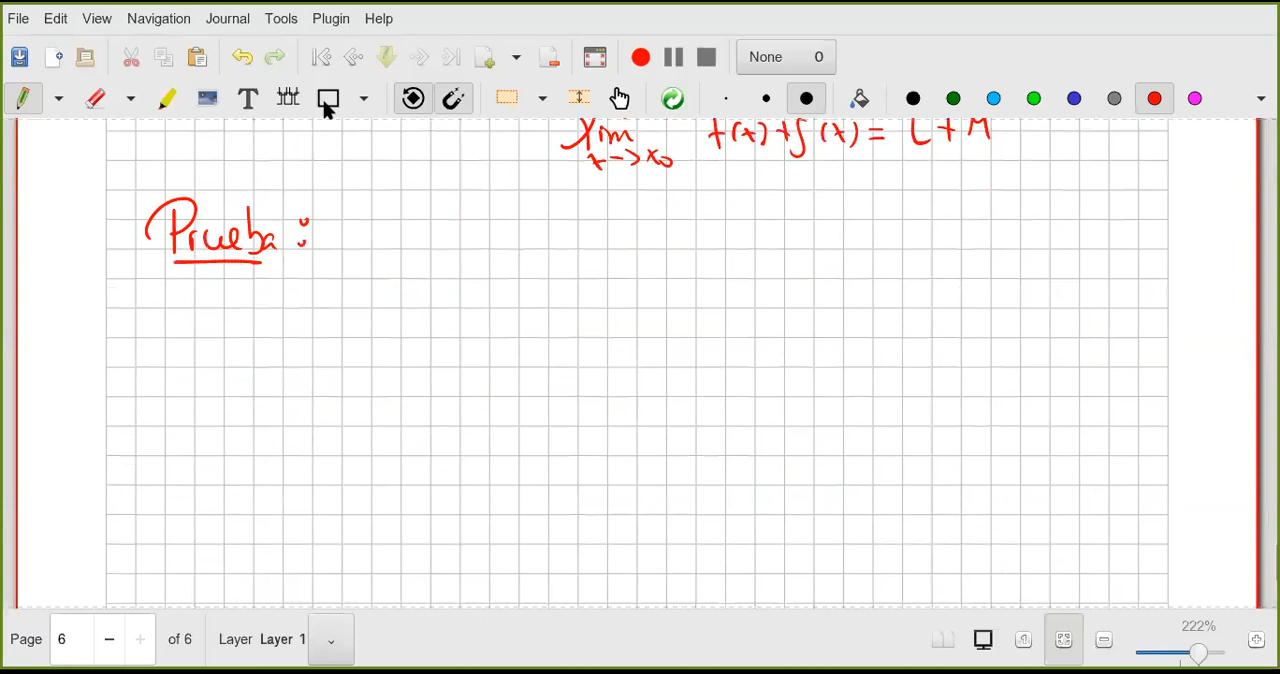 File Edit View Navigation Journal Tools Plugin Help
None 0
T
lim f(x) + g(x) = L + M
x -> x0
Prueba :
Page 6 of 6 Layer Layer 1 222%